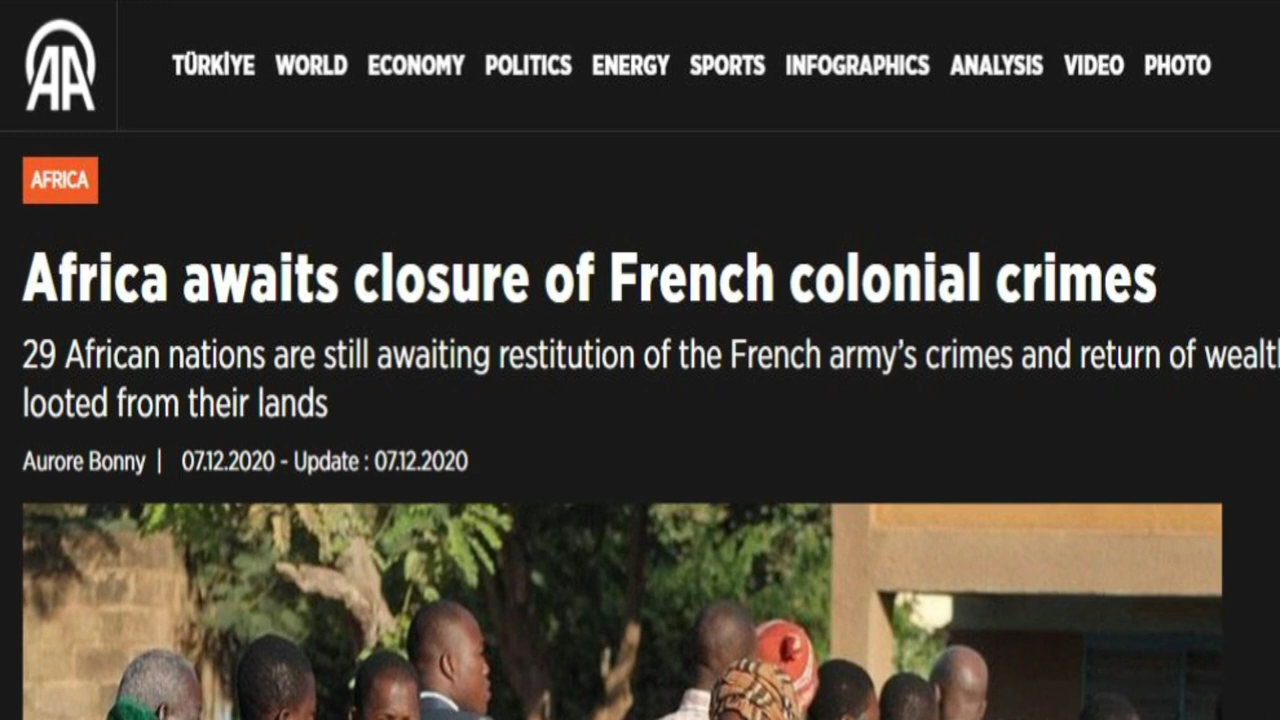 AA
TÜRKİYE WORLD ECONOMY POLITICS ENERGY SPORTS INFOGRAPHICS ANALYSIS VIDEO PHOTO
AFRICA
Africa awaits closure of French colonial crimes
29 African nations are still awaiting restitution of the French army’s crimes and return of wealth
looted from their lands
Aurore Bonny | 07.12.2020 - Update : 07.12.2020